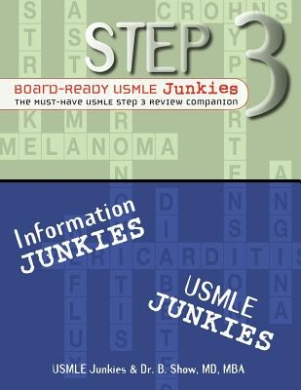 STEP 3
BOARD-READY USMLE Junkies
THE MUST-HAVE USMLE STEP 3 REVIEW COMPANION
CROHNS
MELANOMA
Information
JUNKIES
USMLE
JUNKIES
USMLE Junkies & Dr. B. Show, MD, MBA